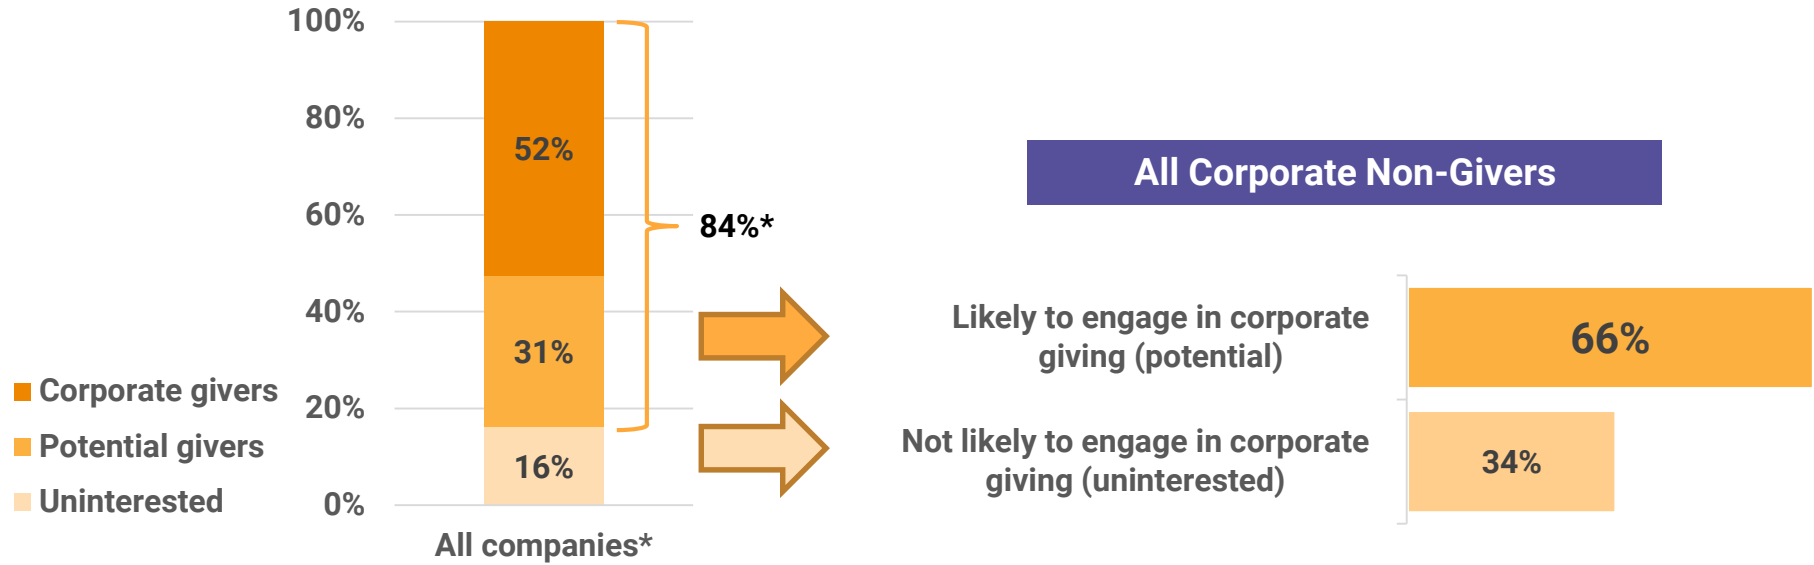 100%
80%
60%
40%
20%
0%
52%
31%
16%
84%*
All companies*
Corporate givers
Potential givers
Uninterested
All Corporate Non-Givers
Likely to engage in corporate
giving (potential)
66%
Not likely to engage in corporate
giving (uninterested)
34%